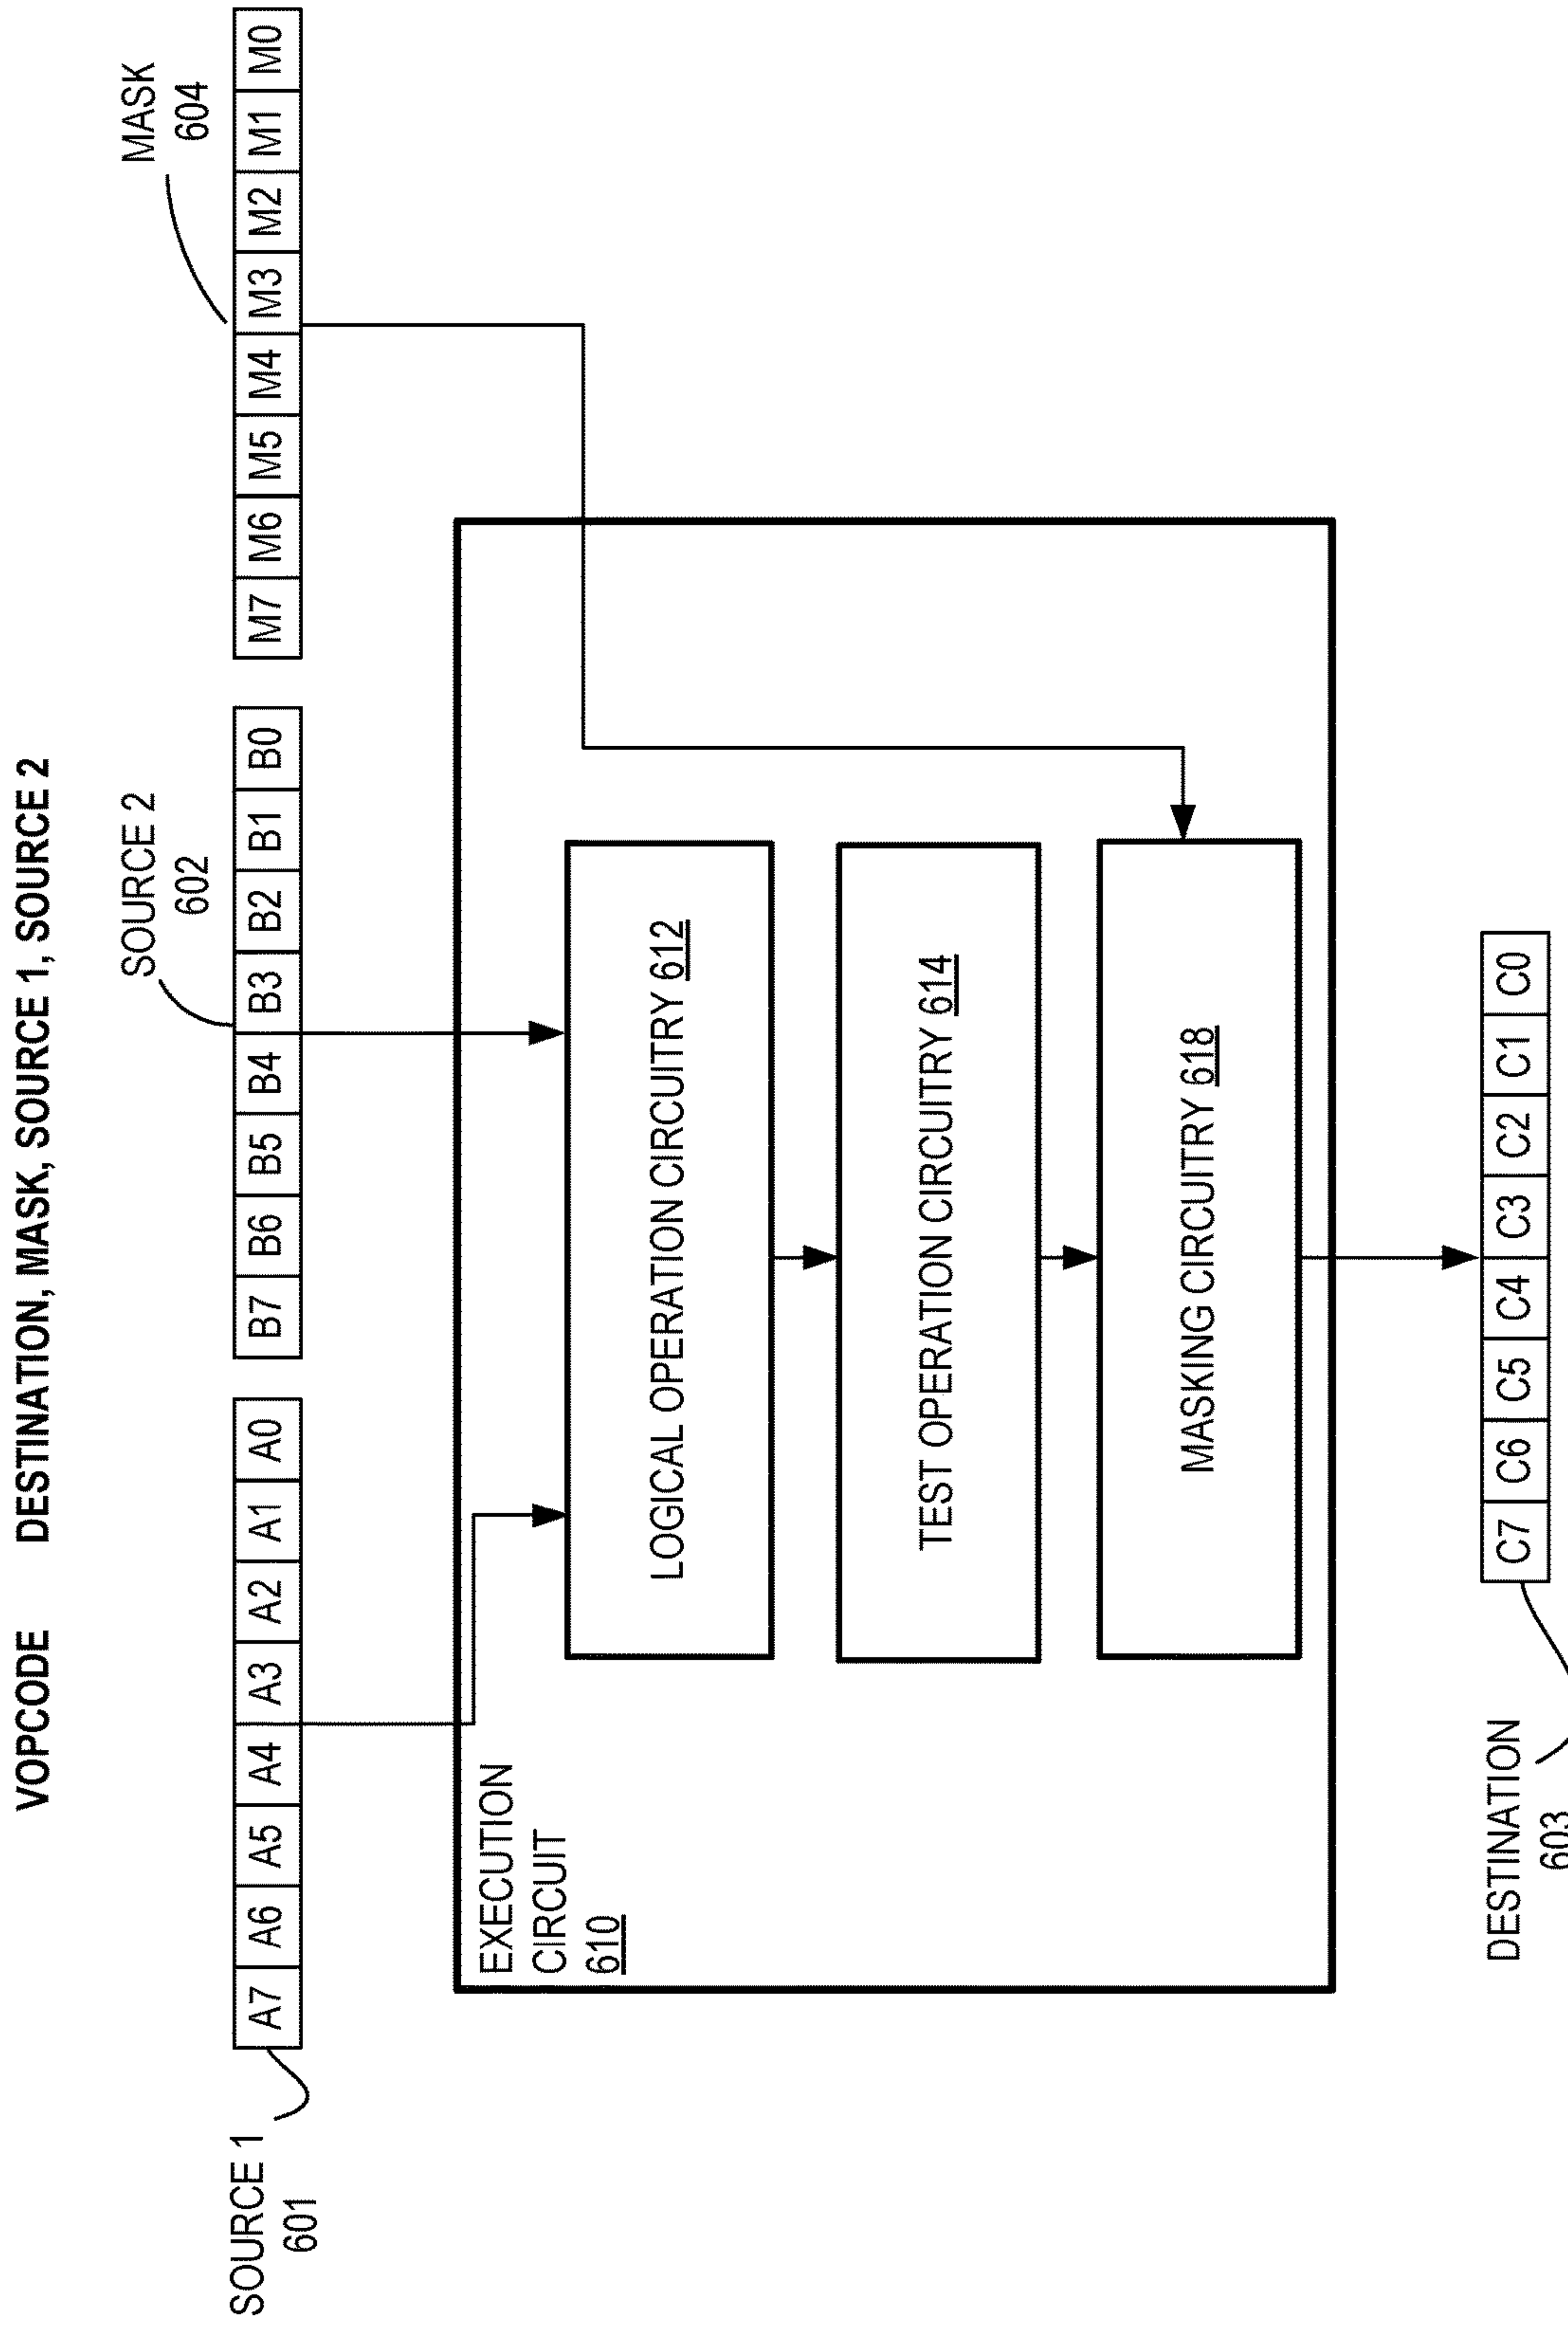 VOPCODE DESTINATION, MASK, SOURCE 1, SOURCE 2
SOURCE 1
601
SOURCE 2
602
MASK
604
A7 A6 A5 A4 A3 A2 A1 A0
B7 B6 B5 B4 B3 B2 B1 B0
M7 M6 M5 M4 M3 M2 M1 M0
EXECUTION
CIRCUIT
610
LOGICAL OPERATION CIRCUITRY 612
TEST OPERATION CIRCUITRY 614
MASKING CIRCUITRY 618
DESTINATION
603
C7 C6 C5 C4 C3 C2 C1 C0